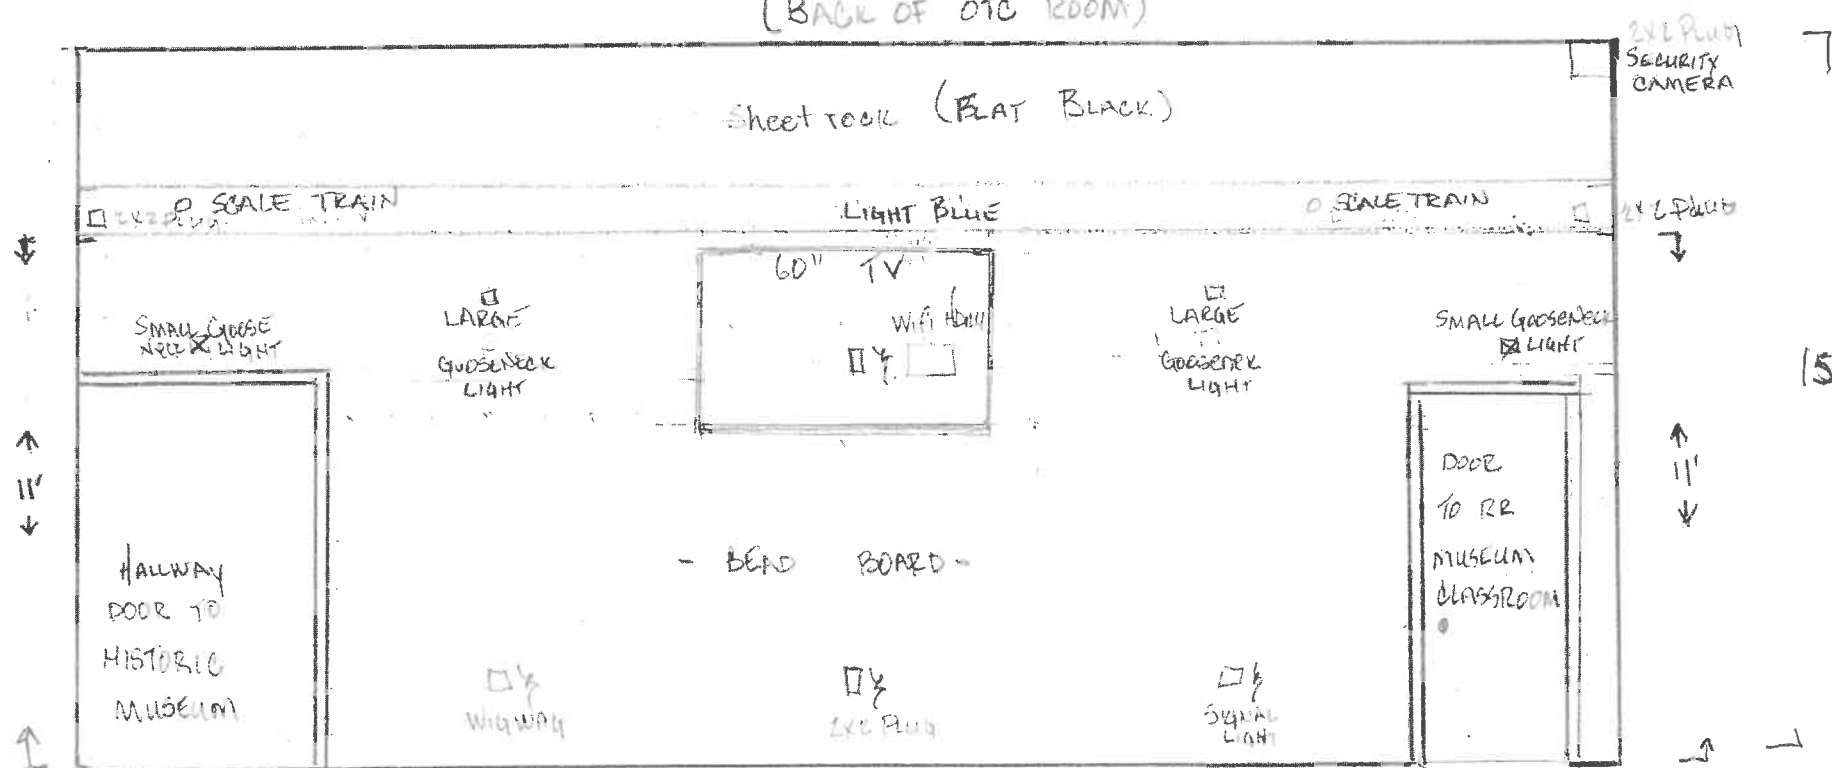 (BACK OF OTC ROOM)
2x2 PLUG
SECURITY
CAMERA
Sheet rock (FLAT BLACK)
O SCALE TRAIN
2x2 PLUG
LIGHT BLUE
O SCALE TRAIN
2x2 PLUG
60" TV
WiFi HDMI
SMALL GOOSE
NECK LIGHT
LARGE
GOOSENECK
LIGHT
LARGE
GOOSENECK
LIGHT
SMALL GOOSENECK
LIGHT
15
11'
11'
HALLWAY
DOOR TO
HISTORIC
MUSEUM
- BEAD BOARD -
DOOR
TO RR
MUSEUM
CLASSROOM
WIGWAG
2x2 PLUG
SIGNAL
LIGHT